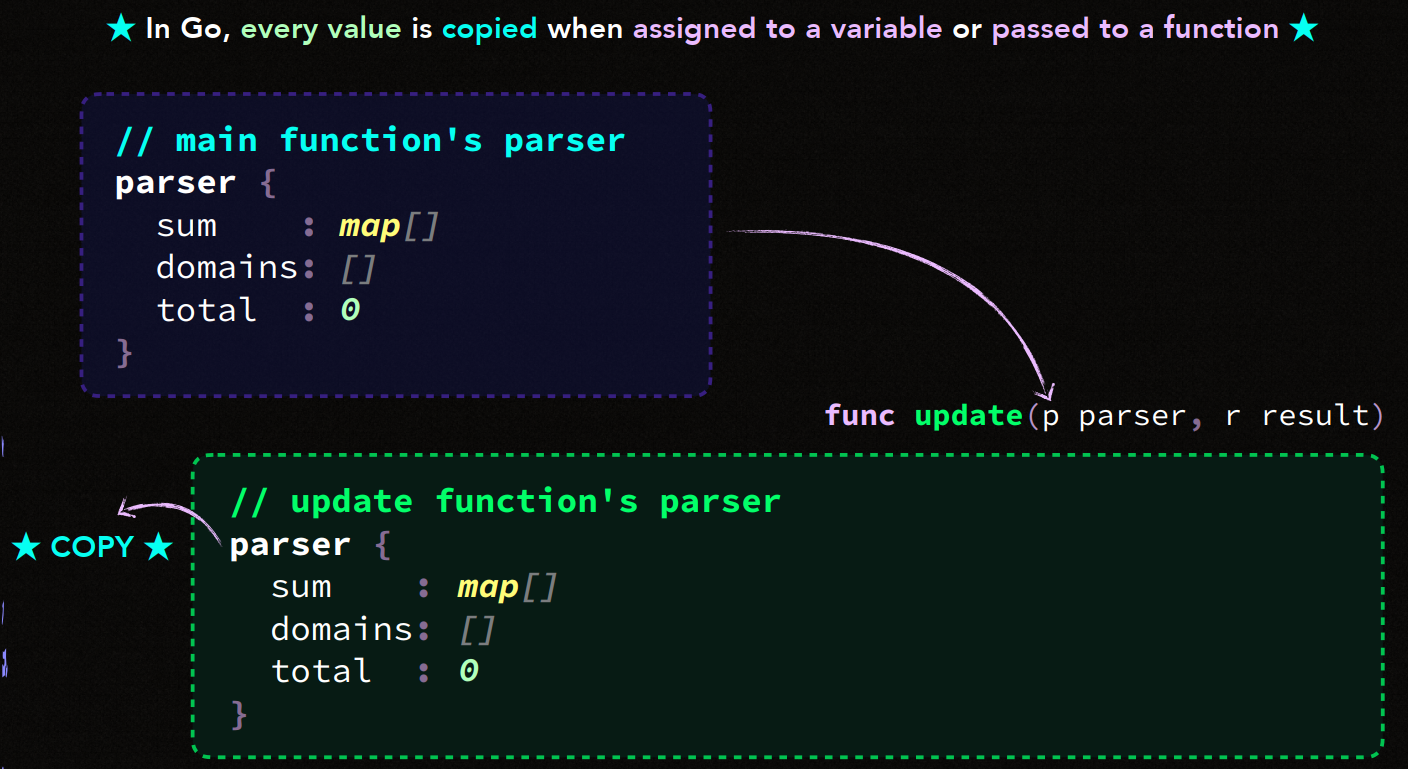 ★ In Go, every value is copied when assigned to a variable or passed to a function ★
// main function's parser
parser {
  sum    : map[]
  domains: []
  total  : 0
}
func update(p parser, r result)
// update function's parser
★ COPY ★
parser {
  sum    : map[]
  domains: []
  total  : 0
}